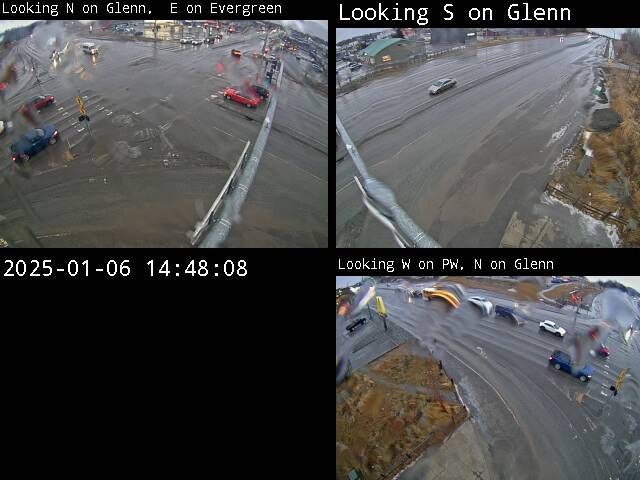 Looking N on Glenn,  E on Evergreen
Looking S on Glenn
2025-01-06 14:48:08
Looking W on PW, N on Glenn